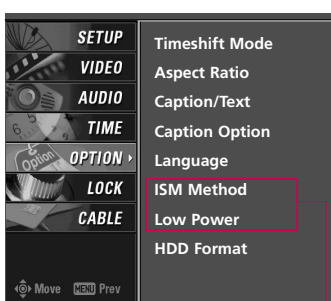 SETUP
VIDEO
AUDIO
TIME
OPTION
LOCK
CABLE
Move MENU Prev
Timeshift Mode
Aspect Ratio
Caption/Text
Caption Option
Language
ISM Method
Low Power
HDD Format